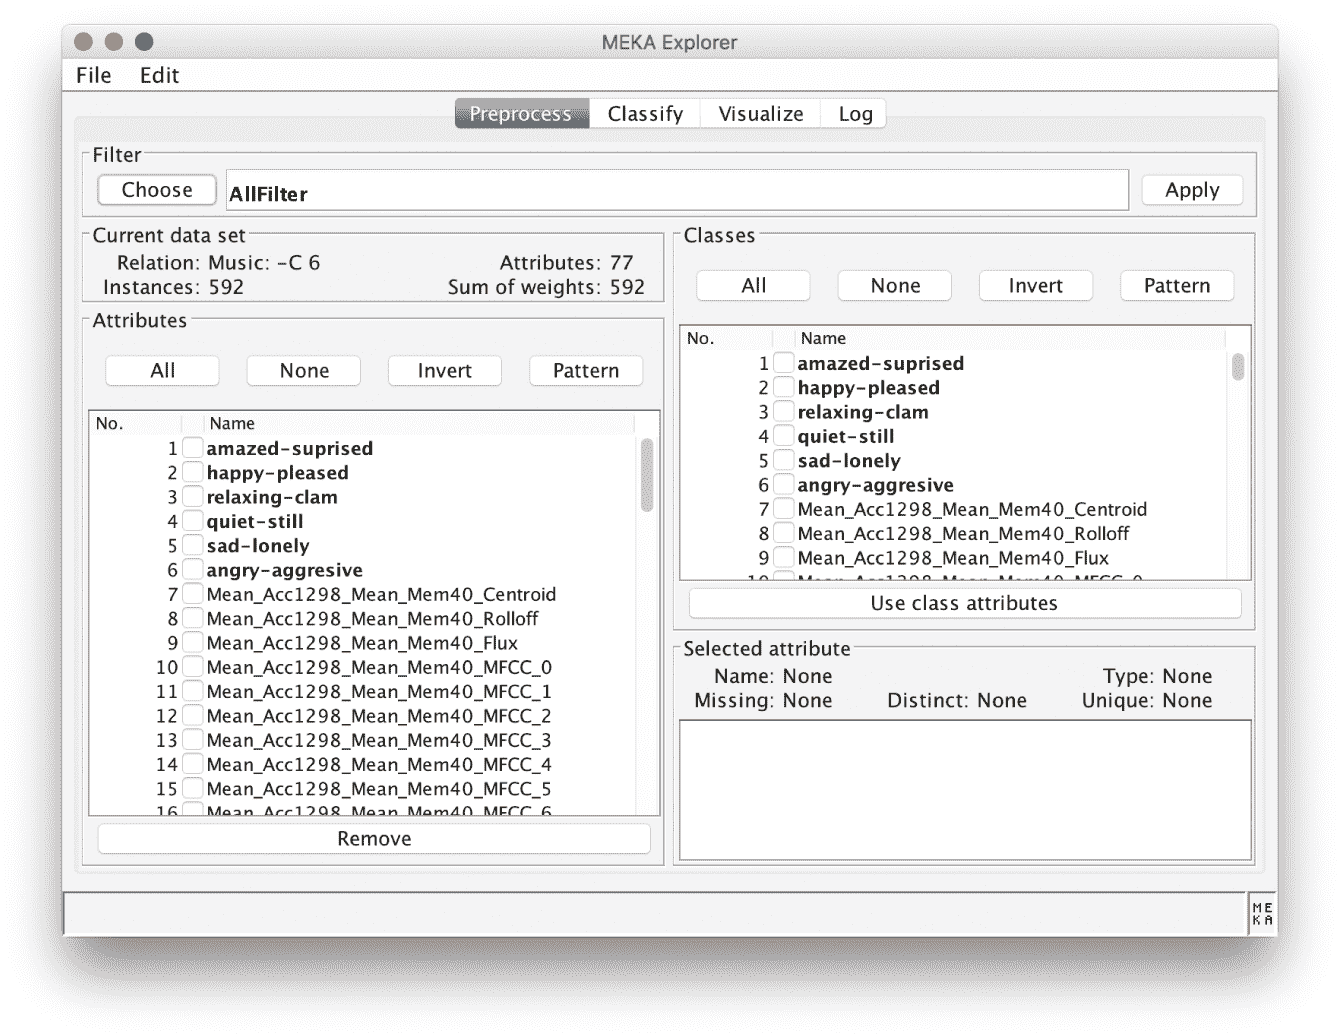 MEKA Explorer
File Edit
Preprocess Classify Visualize Log
Filter
Choose AllFilter Apply
Current data set
Relation: Music: -C 6 Attributes: 77
Instances: 592 Sum of weights: 592
Attributes
All None Invert Pattern
No. Name
1 amazed-suprised
2 happy-pleased
3 relaxing-clam
4 quiet-still
5 sad-lonely
6 angry-aggresive
7 Mean_Acc1298_Mean_Mem40_Centroid
8 Mean_Acc1298_Mean_Mem40_Rolloff
9 Mean_Acc1298_Mean_Mem40_Flux
10 Mean_Acc1298_Mean_Mem40_MFCC_0
11 Mean_Acc1298_Mean_Mem40_MFCC_1
12 Mean_Acc1298_Mean_Mem40_MFCC_2
13 Mean_Acc1298_Mean_Mem40_MFCC_3
14 Mean_Acc1298_Mean_Mem40_MFCC_4
15 Mean_Acc1298_Mean_Mem40_MFCC_5
16 Mean_Acc1298_Mean_Mem40_MFCC_6
Remove
Classes
All None Invert Pattern
No. Name
1 amazed-suprised
2 happy-pleased
3 relaxing-clam
4 quiet-still
5 sad-lonely
6 angry-aggresive
7 Mean_Acc1298_Mean_Mem40_Centroid
8 Mean_Acc1298_Mean_Mem40_Rolloff
9 Mean_Acc1298_Mean_Mem40_Flux
10 Mean_Acc1298_Mean_Mem40_MFCC_0
Use class attributes
Selected attribute
Name: None Type: None
Missing: None Distinct: None Unique: None
ME
KA